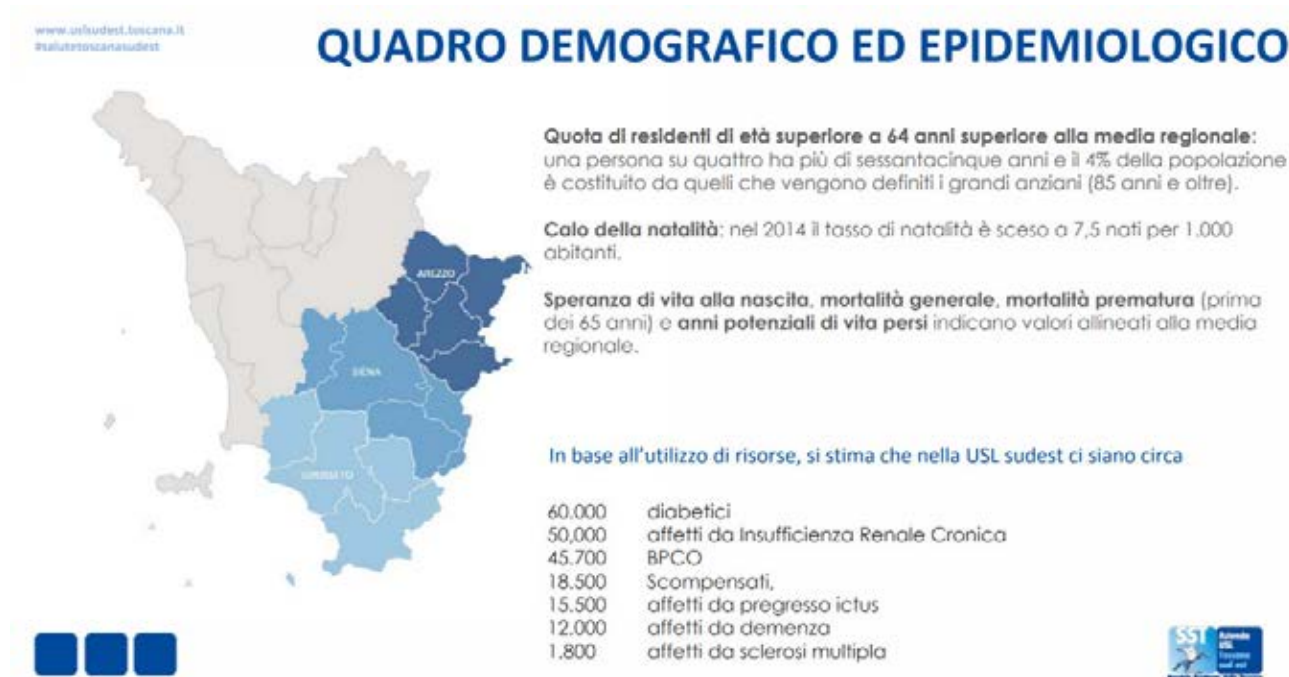 www.uslsudest.toscana.it
#salutetoscanasudest
QUADRO DEMOGRAFICO ED EPIDEMIOLOGICO
Quota di residenti di età superiore a 64 anni superiore alla media regionale:
una persona su quattro ha più di sessantacinque anni e il 4% della popolazione
è costituito da quelli che vengono definiti i grandi anziani (85 anni e oltre).
Calo della natalità: nel 2014 il tasso di natalità è sceso a 7,5 nati per 1.000
abitanti.
Speranza di vita alla nascita, mortalità generale, mortalità prematura (prima
dei 65 anni) e anni potenziali di vita persi indicano valori allineati alla media
regionale.
AREZZO
SIENA
GROSSETO
In base all'utilizzo di risorse, si stima che nella USL sudest ci siano circa
60.000 diabetici
50.000 affetti da Insufficienza Renale Cronica
45.700 BPCO
18.500 Scompensati,
15.500 affetti da pregresso ictus
12.000 affetti da demenza
1.800 affetti da sclerosi multipla
SST
Azienda
USL
Toscana
sud est